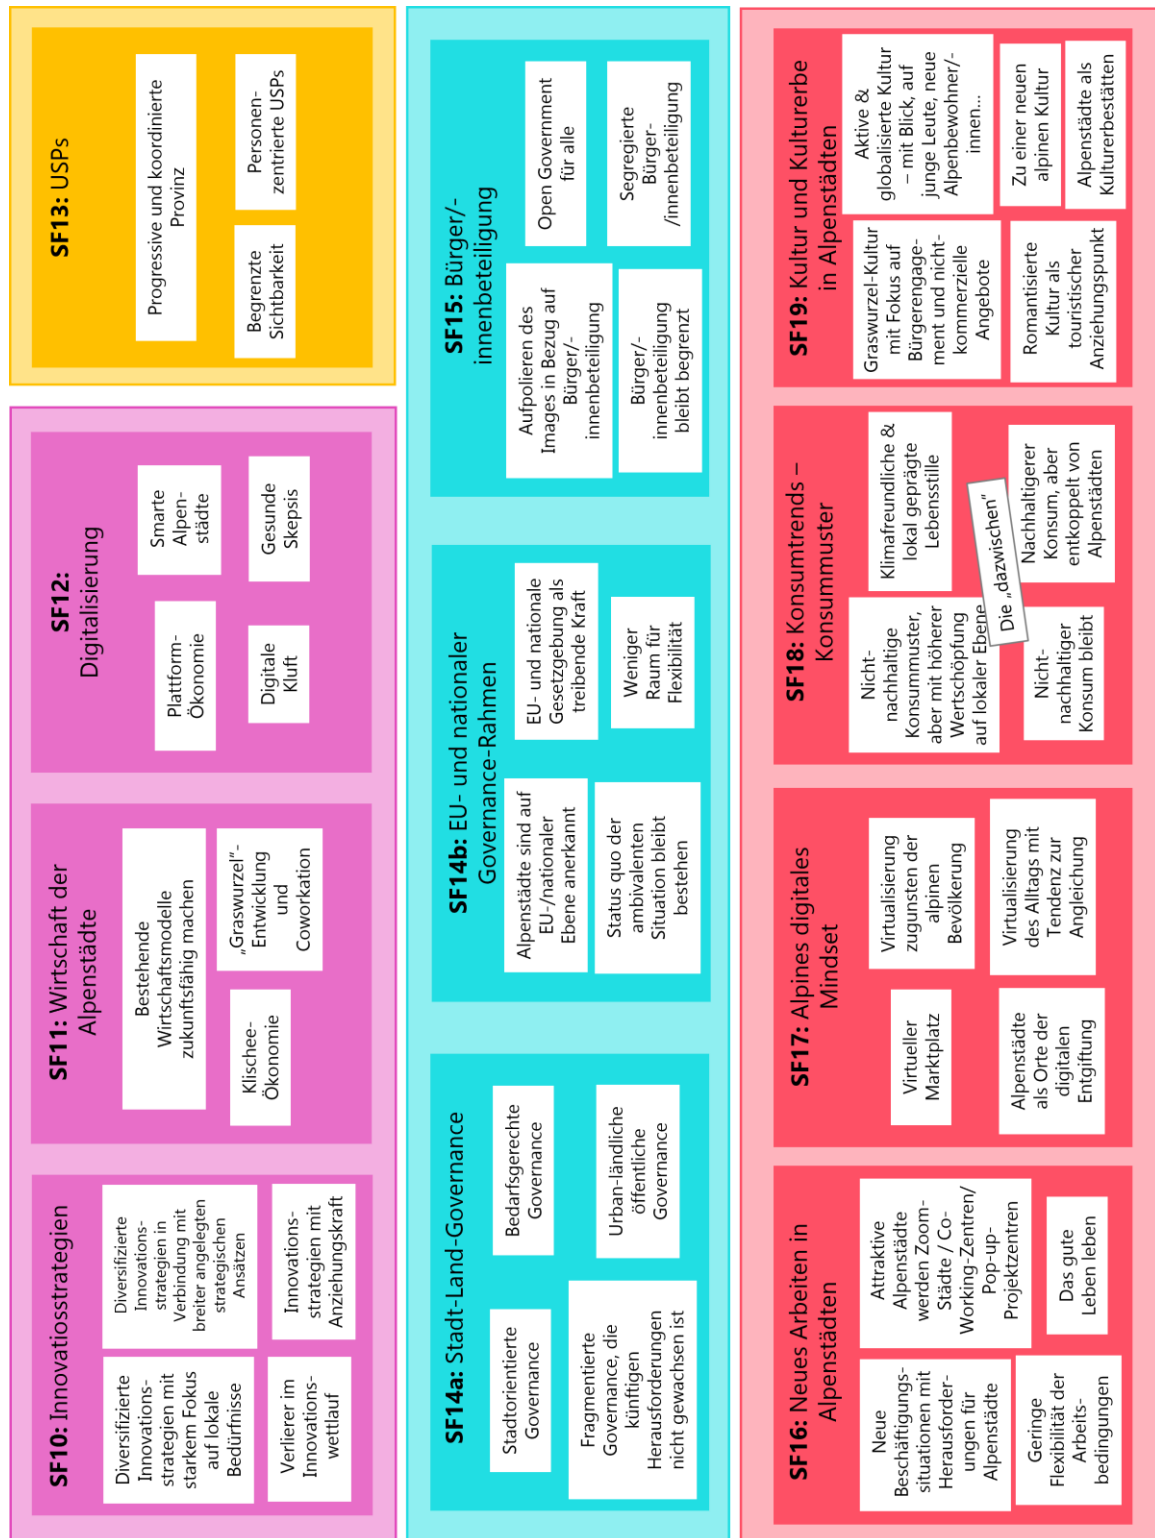 SF10: Innovatiosstrategien
Diversifizierte
Innovations-
strategien mit
starkem Fokus
auf lokale
Bedürfnisse
Diversifizierte
Innovations-
strategien in
Verbindung mit
breiter angelegten
strategischen
Ansätzen
Verlierer im
Innovations-
wettlauf
Innovations-
strategien mit
Anziehungskraft
SF11: Wirtschaft der
Alpenstädte
Bestehende
Wirtschaftsmodelle
zukunftsfähig machen
Klischee-
Ökonomie
„Graswurzel“-
Entwicklung
und
Coworkation
SF12:
Digitalisierung
Plattform-
Ökonomie
Smarte
Alpen-
städte
Digitale
Kluft
Gesunde
Skepsis
SF13: USPs
Progressive und koordinierte
Provinz
Begrenzte
Sichtbarkeit
Personen-
zentrierte USPs
SF14a: Stadt-Land-Governance
Stadtorientierte
Governance
Bedarfsgerechte
Governance
Fragmentierte
Governance, die
künftigen
Herausforderungen
nicht gewachsen ist
Urban-ländliche
öffentliche
Governance
SF14b: EU- und nationaler
Governance-Rahmen
Alpenstädte sind auf
EU-/nationaler
Ebene anerkannt
EU- und nationale
Gesetzgebung als
treibende Kraft
Status quo der
ambivalenten
Situation bleibt
bestehen
Weniger
Raum für
Flexibilität
SF15: Bürger/-
innenbeteiligung
Aufpolieren des
Images in Bezug auf
Bürger/-
innenbeteiligung
Open Government
für alle
Bürger/-
innenbeteiligung
bleibt begrenzt
Segregierte
Bürger-
/innenbeteiligung
SF16: Neues Arbeiten in
Alpenstädten
Neue
Beschäftigungs-
situationen mit
Herausforder-
ungen für
Alpenstädte
Attraktive
Alpenstädte
werden Zoom-
Städte / Co-
Working-Zentren/
Pop-up-
Projektzentren
Geringe
Flexibilität der
Arbeits-
bedingungen
Das gute
Leben leben
SF17: Alpines digitales
Mindset
Virtueller
Marktplatz
Virtualisierung
zugunsten der
alpinen
Bevölkerung
Alpenstädte
als Orte der
digitalen
Entgiftung
Virtualisierung
des Alltags mit
Tendenz zur
Angleichung
SF18: Konsumtrends –
Konsummuster
Nicht-
nachhaltige
Konsummuster,
aber mit höherer
Wertschöpfung
auf lokaler Ebene
Klimafreundliche &
lokal geprägte
Lebensstille
Die „dazwischen“
Nicht-
nachhaltiger
Konsum bleibt
Nachhaltigerer
Konsum, aber
entkoppelt von
Alpenstädten
SF19: Kultur und Kulturerbe
in Alpenstädten
Graswurzel-Kultur
mit Fokus auf
Bürgerengage-
ment und nicht-
kommerzielle
Angebote
Aktive &
globalisierte Kultur
– mit Blick, auf
junge Leute, neue
Alpenbewohner/-
innen...
Romantisierte
Kultur als
touristischer
Anziehungspunkt
Zu einer neuen
alpinen Kultur
Alpenstädte als
Kulturerbestätten